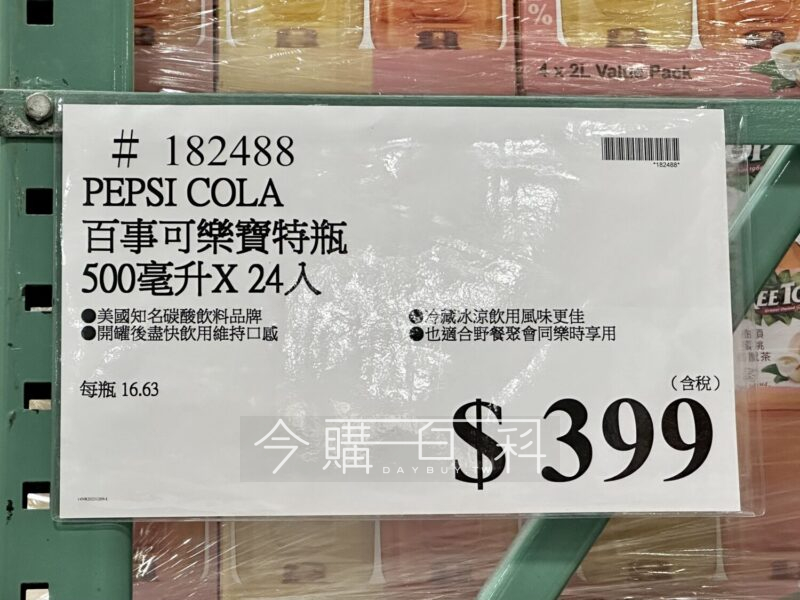 %
4 x 2L Value Pack
# 182488
*182488*
PEPSI COLA
百事可樂寶特瓶
500毫升X 24入
●美國知名碳酸飲料品牌
●冷藏冰涼飲用風味更佳
●開罐後盡快飲用維持口感
●也適合野餐聚會同樂時享用
每瓶 16.63
(含稅)
$ 399
今購百科
DAYBUY.TW